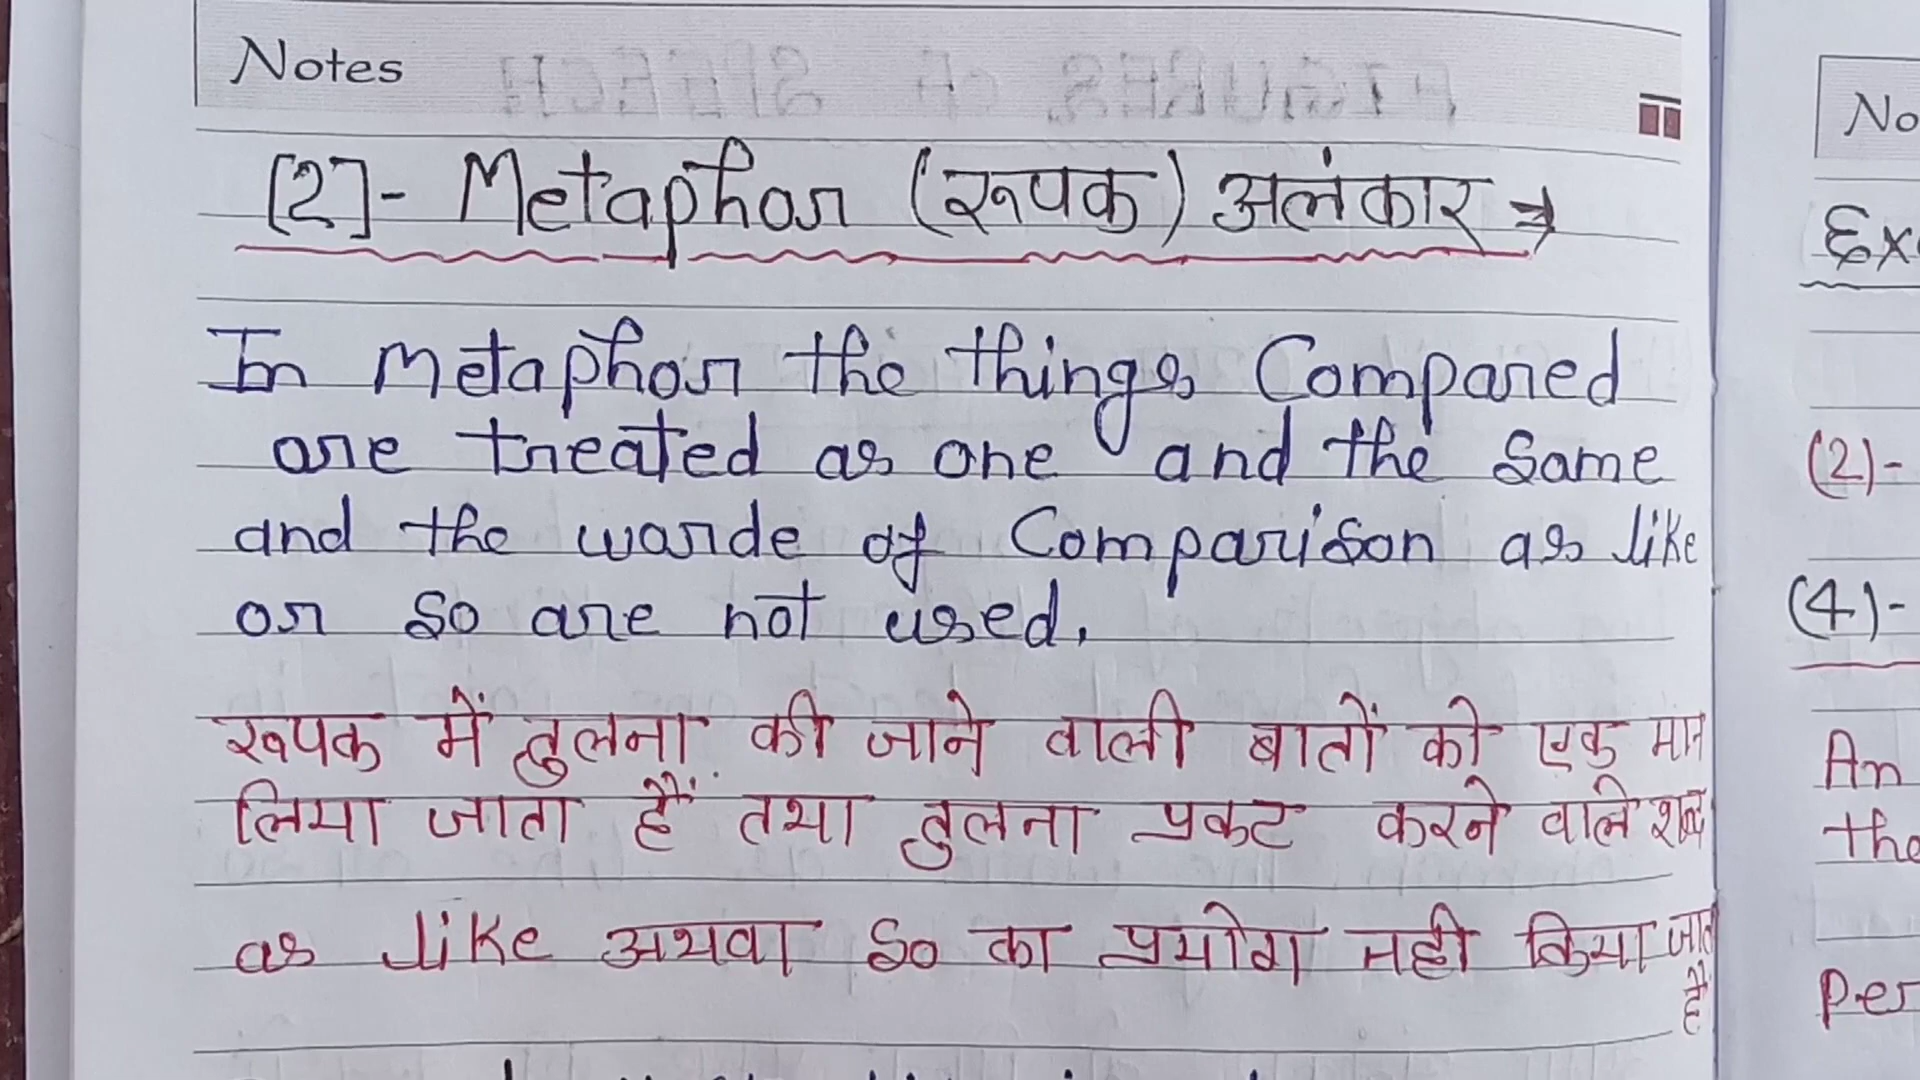 Notes
[2]- Metaphor (रूपक) अलंकार →
In Metaphor the things Compared
are treated as one and the same
and the words of Comparison as like
or so are not used.
रूपक में तुलना की जाने वाली बातों को एक मान
लिया जाता हैं तथा तुलना प्रकट करने वाले शब्द
as like अथवा so का प्रयोग नही किया जाता
है
No
Exa
(2)-
(4)-
An
the
Per